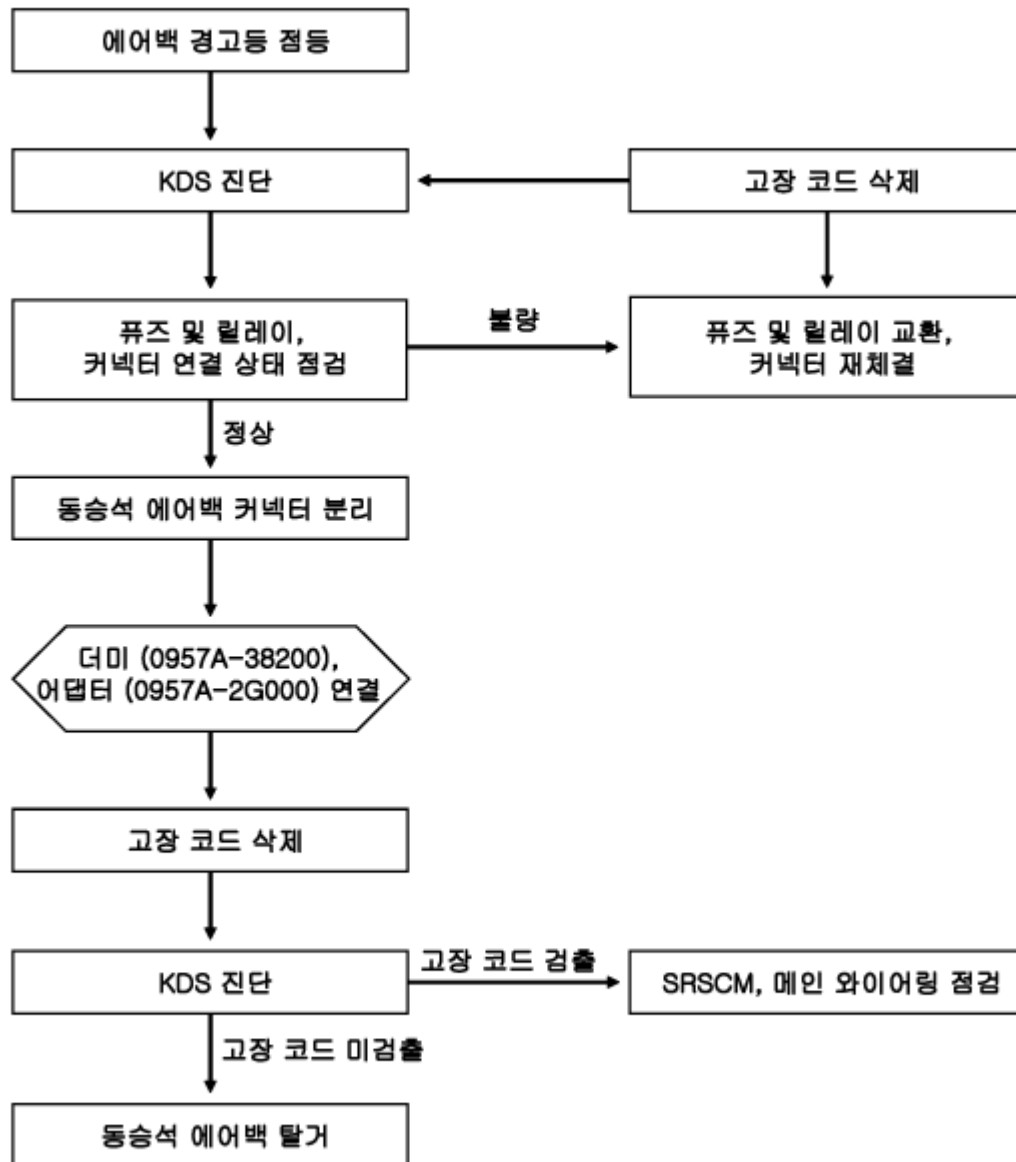 에어백 경고등 점등
KDS 진단
고장 코드 삭제
퓨즈 및 릴레이,
커넥터 연결 상태 점검
불량
퓨즈 및 릴레이 교환,
커넥터 재체결
정상
동승석 에어백 커넥터 분리
더미 (0957A-38200),
어댑터 (0957A-2G000) 연결
고장 코드 삭제
KDS 진단
고장 코드 검출
SRSCM, 메인 와이어링 점검
고장 코드 미검출
동승석 에어백 탈거